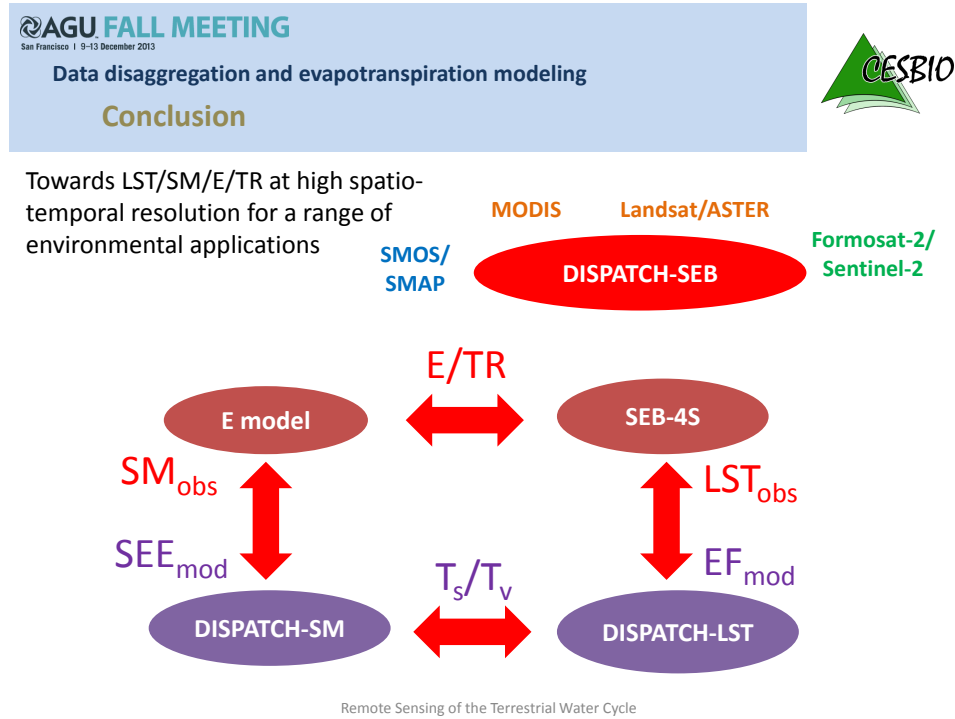 AGU FALL MEETING
San Francisco | 9–13 December 2013
Data disaggregation and evapotranspiration modeling
Conclusion
CESBIO
Towards LST/SM/E/TR at high spatio-
temporal resolution for a range of
environmental applications
MODIS
Landsat/ASTER
SMOS/
SMAP
DISPATCH-SEB
Formosat-2/
Sentinel-2
E/TR
E model
SEB-4S
SMobs
LSTobs
SEEmod
EFmod
Ts/Tv
DISPATCH-SM
DISPATCH-LST
Remote Sensing of the Terrestrial Water Cycle